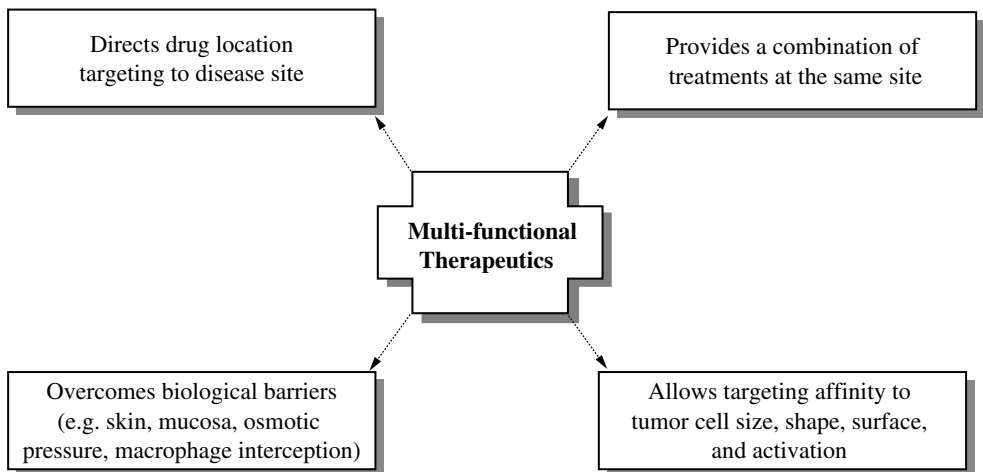 Directs drug location
targeting to disease site
Provides a combination of
treatments at the same site
Multi-functional
Therapeutics
Overcomes biological barriers
(e.g. skin, mucosa, osmotic
pressure, macrophage interception)
Allows targeting affinity to
tumor cell size, shape, surface,
and activation